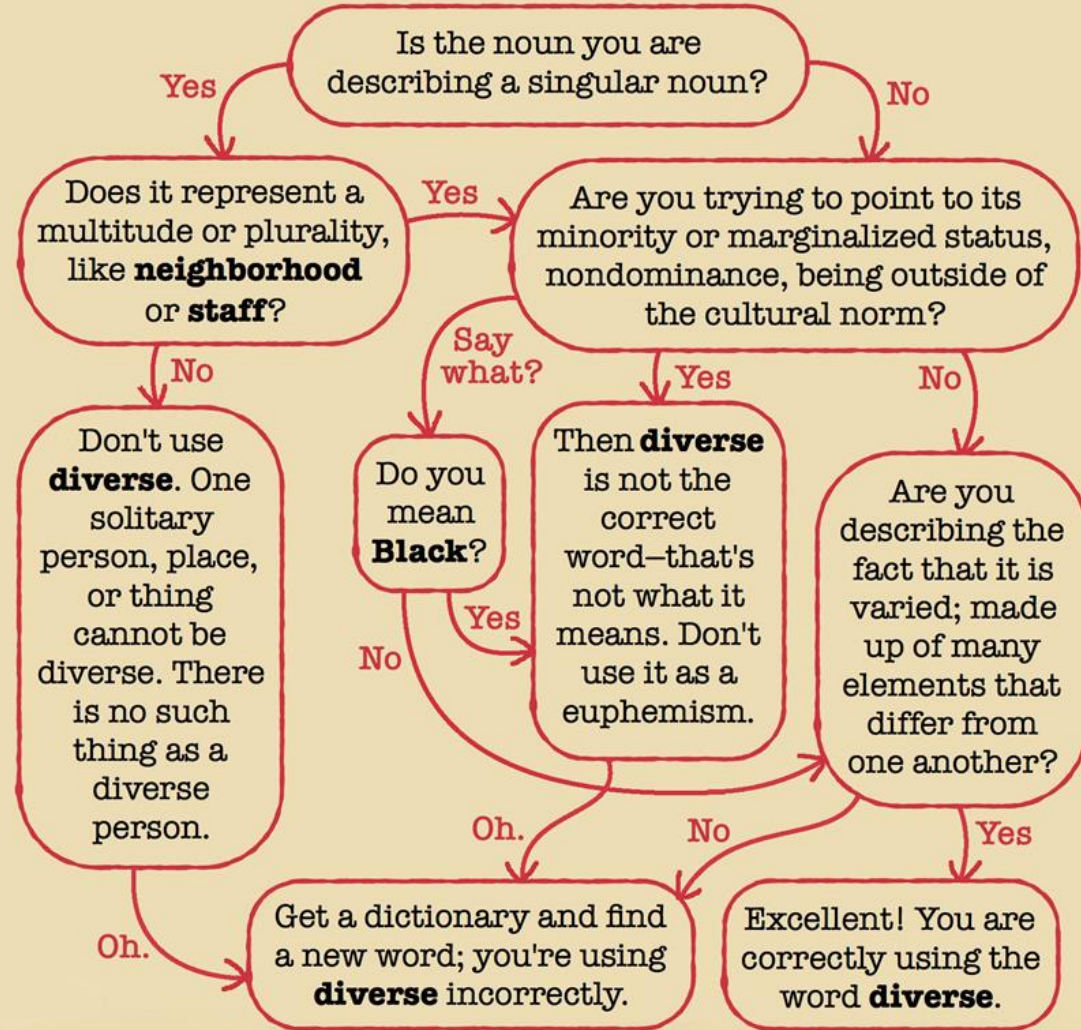 Is the noun you are
describing a singular noun?
Yes
No
Does it represent a
multitude or plurality,
like neighborhood
or staff?
Yes
Are you trying to point to its
minority or marginalized status,
nondominance, being outside of
the cultural norm?
No
Say
what?
Yes
No
Don't use
diverse. One
solitary
person, place,
or thing
cannot be
diverse. There
is no such
thing as a
diverse
person.
Do you
mean
Black?
Then diverse
is not the
correct
word—that's
not what it
means. Don't
use it as a
euphemism.
Are you
describing the
fact that it is
varied; made
up of many
elements that
differ from
one another?
Yes
No
Oh.
No
Yes
Oh.
Get a dictionary and find
a new word; you're using
diverse incorrectly.
Excellent! You are
correctly using the
word diverse.